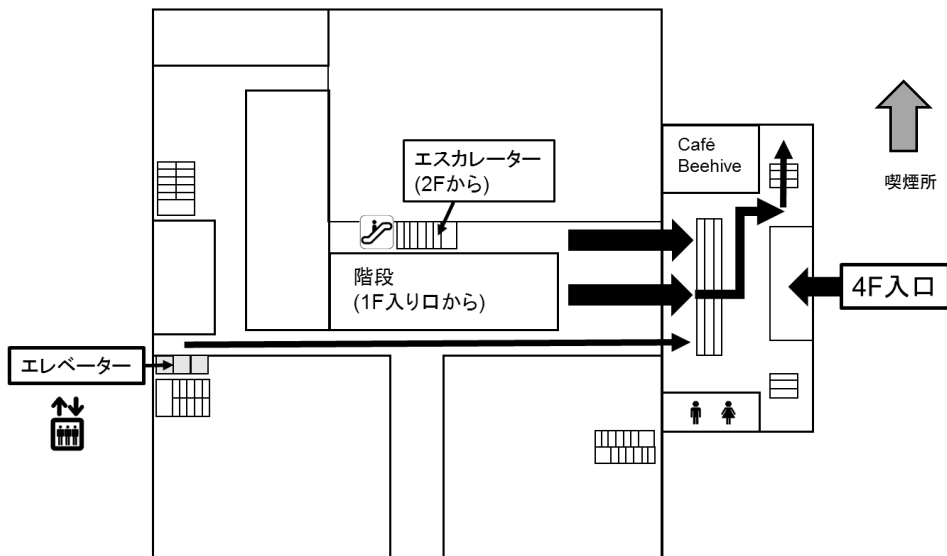 エスカレーター
(2Fから)
Café
Beehive
喫煙所
階段
(1F入り口から)
4F入口
エレベーター